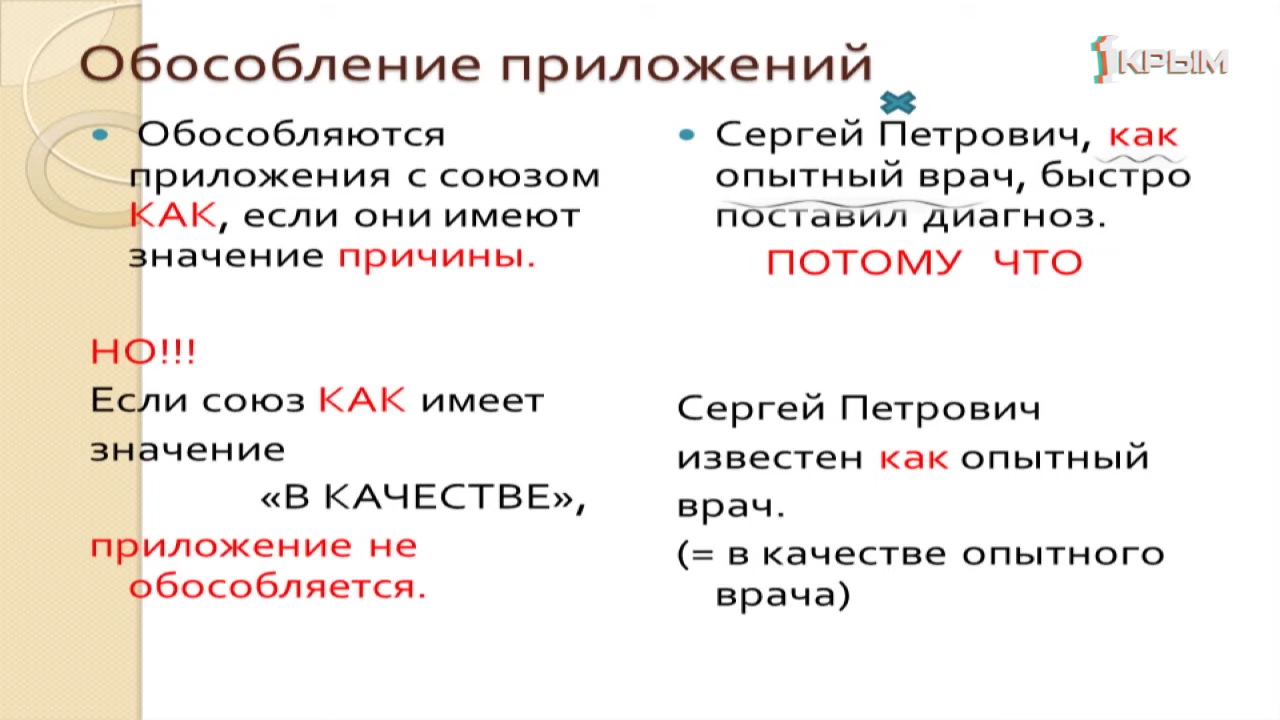 Обособление приложений
1КРЫМ
Обособляются
приложения с союзом
КАК, если они имеют
значение причины.
НО!!!
Если союз КАК имеет
значение
«В КАЧЕСТВЕ»,
приложение не
обособляется.
Сергей Петрович, как
опытный врач, быстро
поставил диагноз.
ПОТОМУ ЧТО
Сергей Петрович
известен как опытный
врач.
(= в качестве опытного
врача)